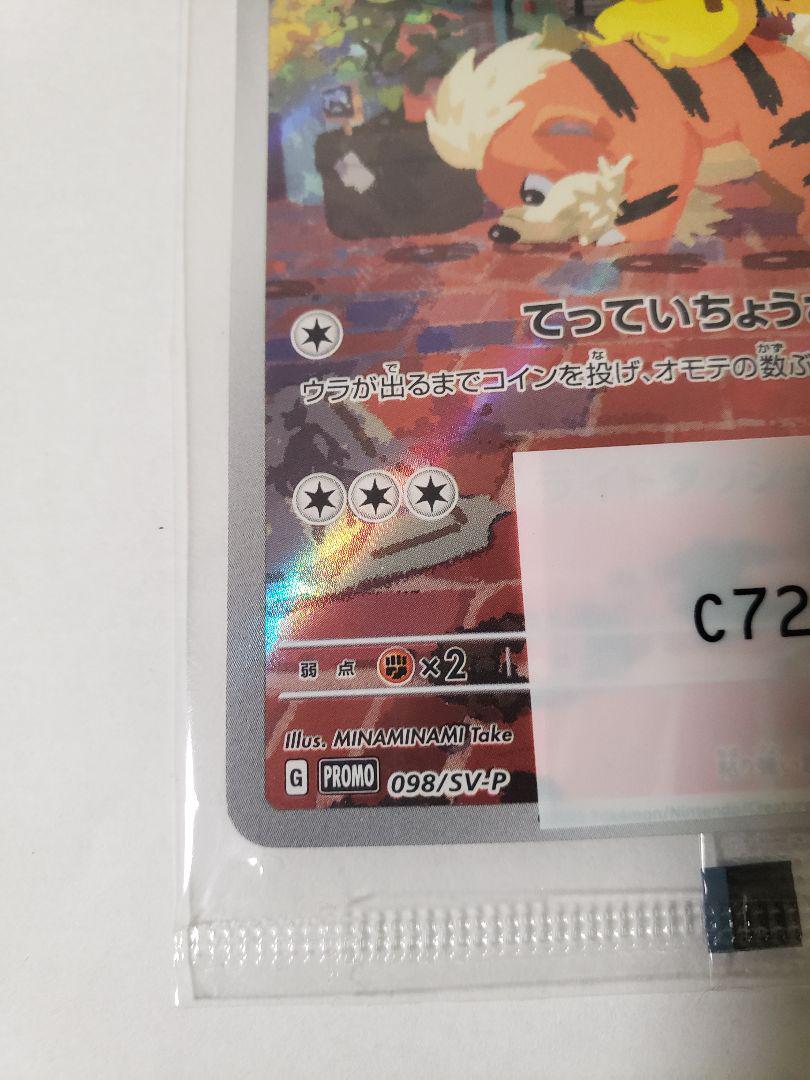 てっていちょうさ
ウラが出るまでコインを投げ、オモテの数ぶ
C72
弱点 ×2
Illus. MINAMINAMI Take
G PROMO 098/SV-P